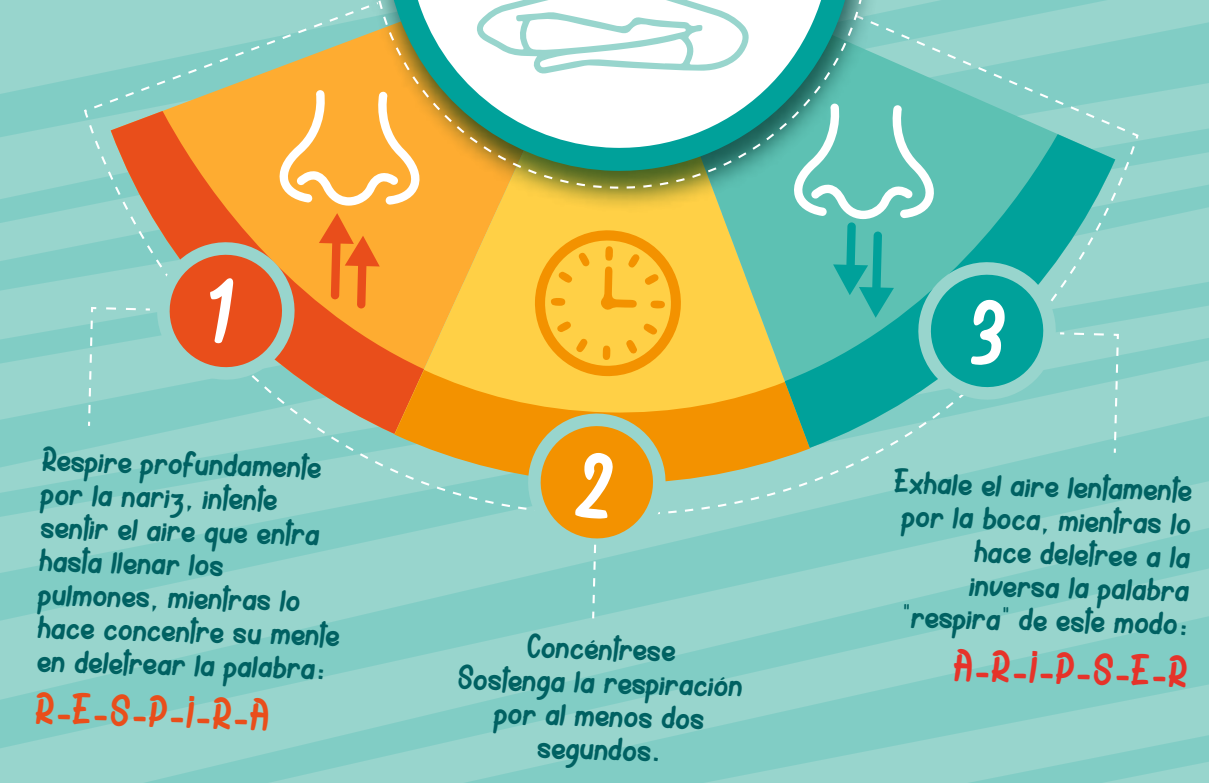 1
Respire profundamente
por la nariz, intente
sentir el aire que entra
hasta llenar los
pulmones, mientras lo
hace concentre su mente
en deletrear la palabra:
R-E-S-P-i-R-A
2
Concéntrese
Sostenga la respiración
por al menos dos
segundos.
3
Exhale el aire lentamente
por la boca, mientras lo
hace deletree a la
inversa la palabra
"respira" de este modo:
A-R-i-P-S-E-R